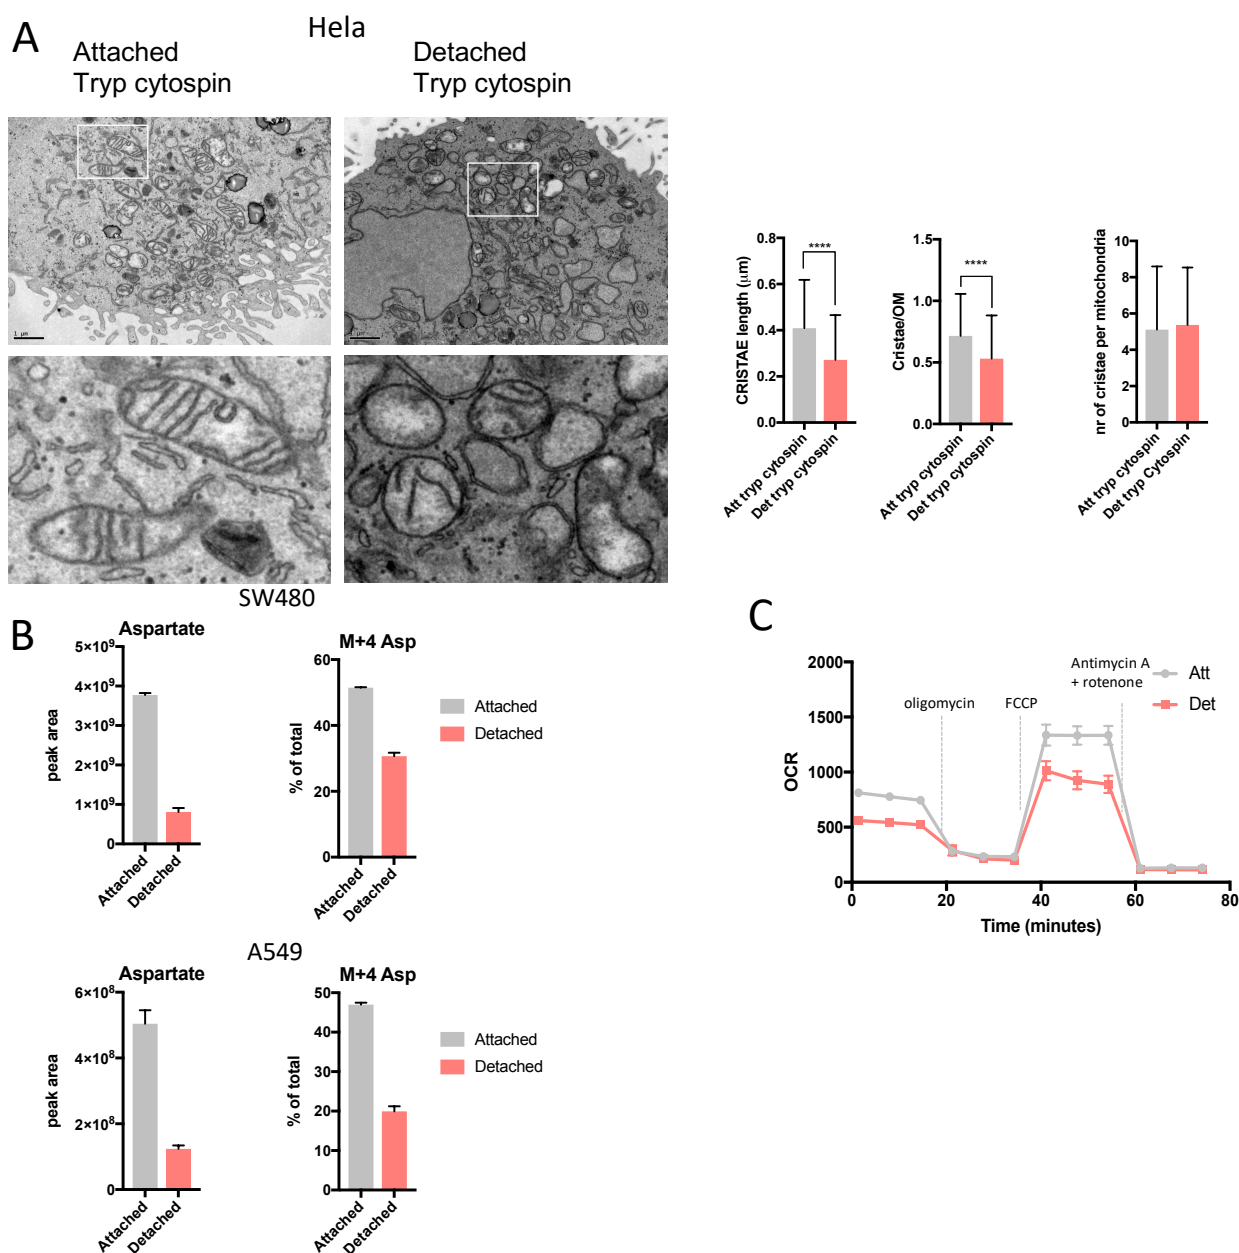 A
Hela
Attached
Tryp cytospin
Detached
Tryp cytospin
1 µm
CRISTAE length (µm)
0.8
0.6
0.4
0.2
0.0
****
Att tryp cytospin
Det tryp cytospin
Cristae/OM
1.5
1.0
0.5
0.0
****
Att tryp cytospin
Det tryp cytospin
nr of cristae per mitochondria
10
8
6
4
2
0
Att tryp cytospin
Det tryp Cytospin
B
SW480
Aspartate
peak area
5×10⁹
4×10⁹
3×10⁹
2×10⁹
1×10⁹
0
Attached
Detached
M+4 Asp
% of total
60
40
20
0
Attached
Detached
Attached
Detached
A549
Aspartate
peak area
6×10⁸
4×10⁸
2×10⁸
0
Attached
Detached
M+4 Asp
% of total
50
40
30
20
10
0
Attached
Detached
Attached
Detached
C
OCR
2000
1500
1000
500
0
oligomycin
FCCP
Antimycin A
+ rotenone
Att
Det
0
20
40
60
80
Time (minutes)